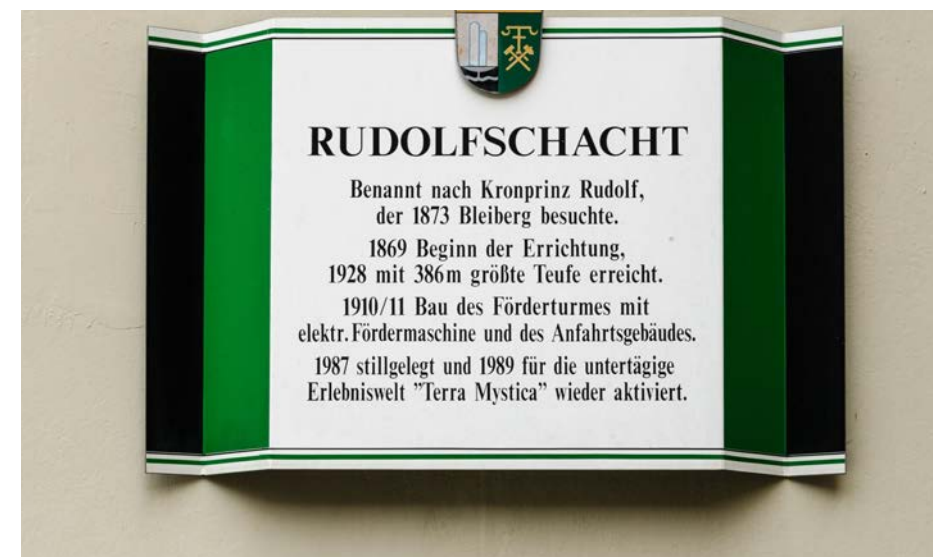 RUDOLFSCHACHT
Benannt nach Kronprinz Rudolf,
der 1873 Bleiberg besuchte.
1869 Beginn der Errichtung,
1928 mit 386m größte Teufe erreicht.
1910/11 Bau des Förderturmes mit
elektr. Fördermaschine und des Anfahrtsgebäudes.
1987 stillgelegt und 1989 für die untertägige
Erlebniswelt ”Terra Mystica” wieder aktiviert.